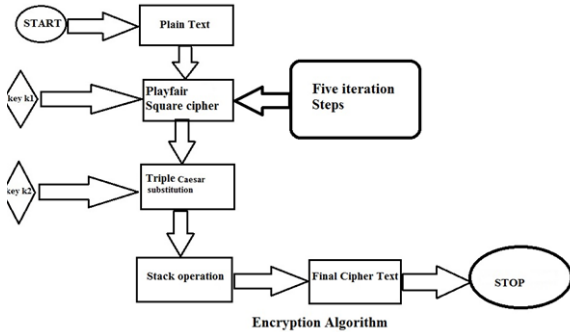 START
Plain Text
key k1
Playfair
Square cipher
Five iteration
Steps
key k2
Triple Caesar
substitution
Stack operation
Final Cipher Text
STOP
Encryption Algorithm